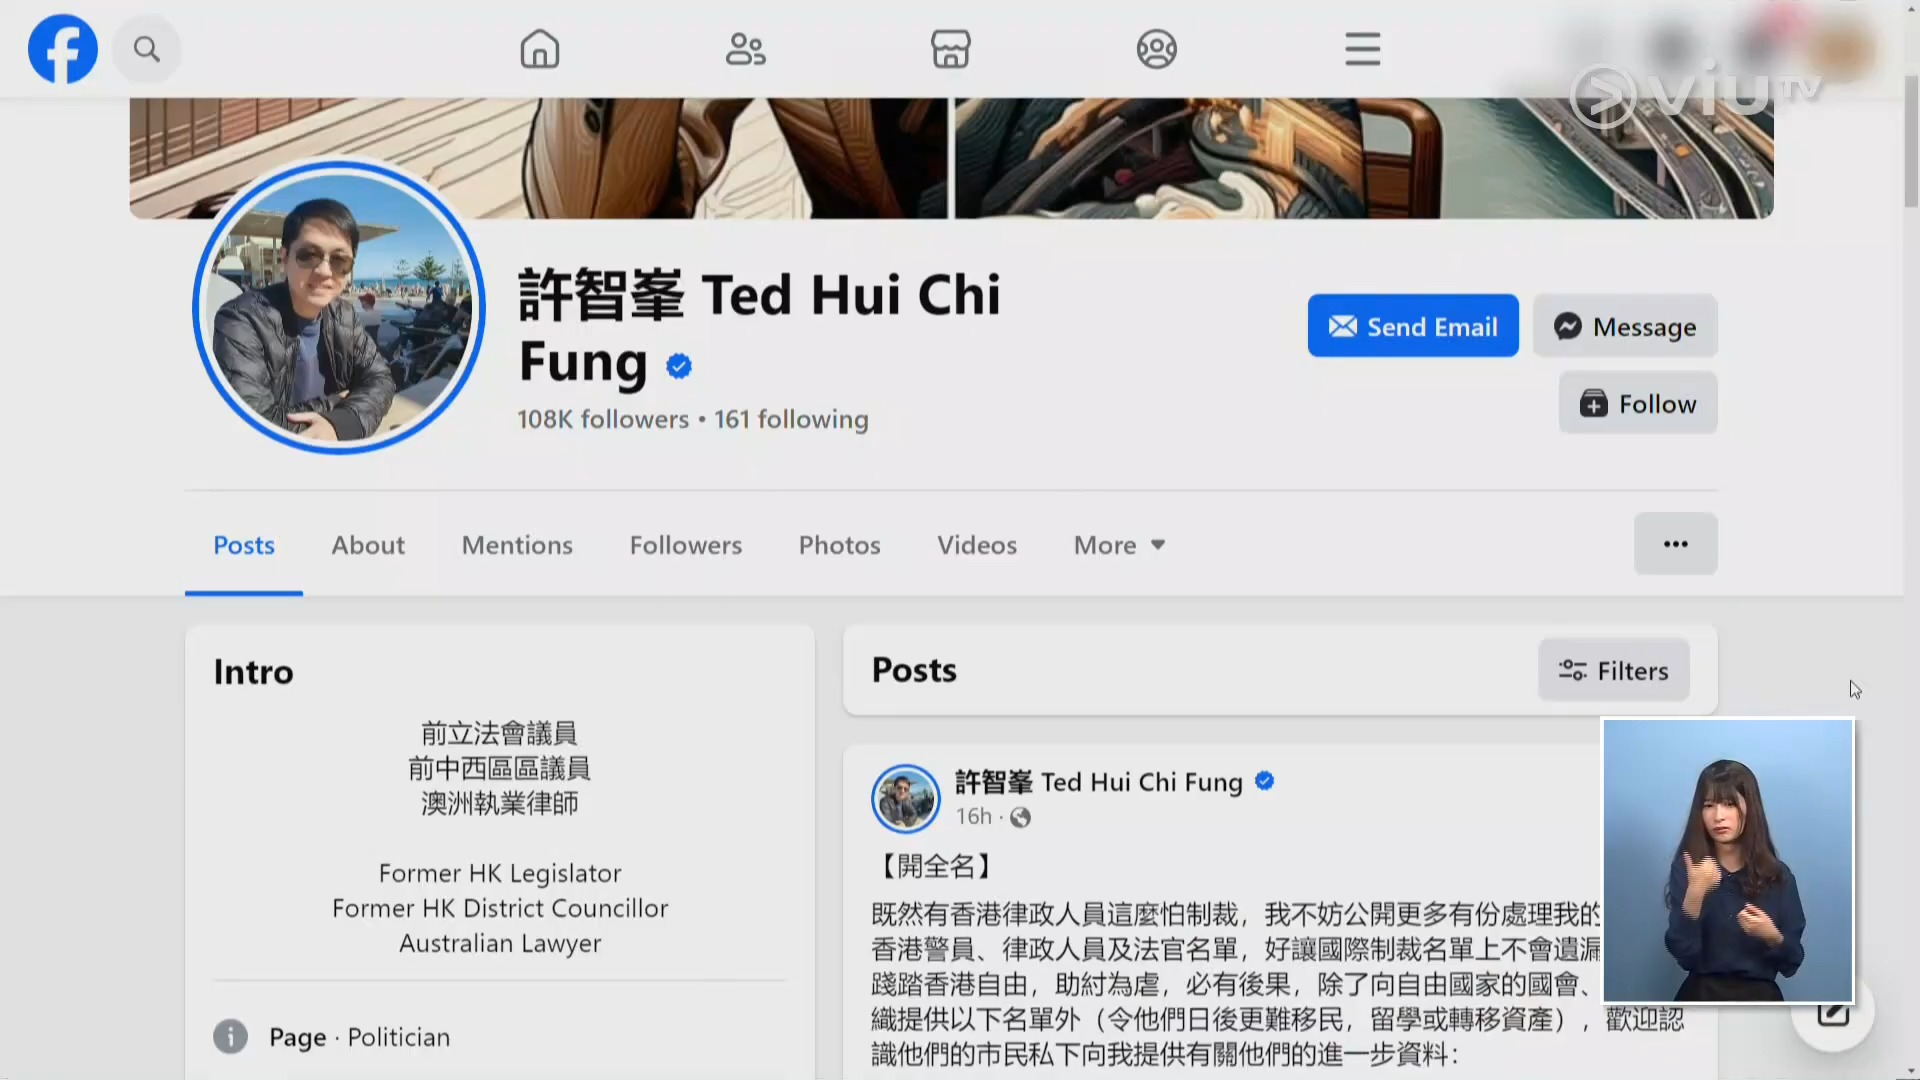 viuTV
許智峯 Ted Hui Chi
Fung
108K followers • 161 following
Send Email
Message
Follow
Posts
About
Mentions
Followers
Photos
Videos
More
Intro
前立法會議員
前中西區區議員
澳洲執業律師
Former HK Legislator
Former HK District Councillor
Australian Lawyer
Page · Politician
Posts
Filters
許智峯 Ted Hui Chi Fung
16h ·
【開全名】
既然有香港律政人員這麼怕制裁，我不妨公開更多有份處理我的
香港警員、律政人員及法官名單，好讓國際制裁名單上不會遺漏
踐踏香港自由，助紂為虐，必有後果，除了向自由國家的國會、
織提供以下名單外（令他們日後更難移民，留學或轉移資產），歡迎認
識他們的市民私下向我提供有關他們的進一步資料：